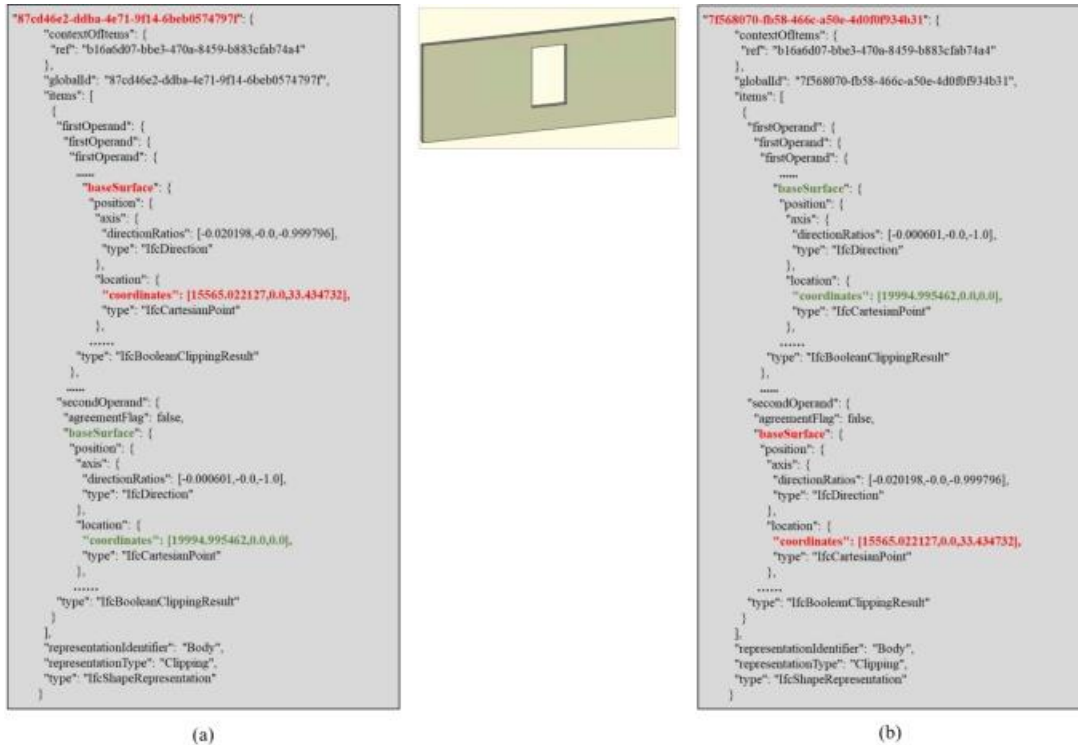 "87cd46e2-ddba-4e71-9f14-6beb0574797f": {
"contextOfItems": {
"ref": "b16a6d07-bbe3-470a-8459-b883cfab74a4"
},
"globalId": "87cd46e2-ddba-4e71-9f14-6beb0574797f",
"items": [
{
"firstOperand": {
"firstOperand": {
"firstOperand": {
......
"baseSurface": {
"position": {
"axis": {
"directionRatios": [-0.020198,-0.0,-0.999796],
"type": "IfcDirection"
},
"location": {
"coordinates": [15565.022127,0.0,33.434732],
"type": "IfcCartesianPoint"
},
......
"type": "IfcBooleanClippingResult"
},
......
"secondOperand": {
"agreementFlag": false,
"baseSurface": {
"position": {
"axis": {
"directionRatios": [-0.000601,-0.0,-1.0],
"type": "IfcDirection"
},
"location": {
"coordinates": [19994.995462,0.0,0.0],
"type": "IfcCartesianPoint"
},
......
"type": "IfcBooleanClippingResult"
}
],
"representationIdentifier": "Body",
"representationType": "Clipping",
"type": "IfcShapeRepresentation"
}
(a)
"7f568070-fb58-466c-a50e-4d0f0f934b31": {
"contextOfItems": {
"ref": "b16a6d07-bbe3-470a-8459-b883cfab74a4"
},
"globalId": "7f568070-fb58-466c-a50e-4d0f0f934b31",
"items": [
{
"firstOperand": {
"firstOperand": {
"firstOperand": {
......
"baseSurface": {
"position": {
"axis": {
"directionRatios": [-0.000601,-0.0,-1.0],
"type": "IfcDirection"
},
"location": {
"coordinates": [19994.995462,0.0,0.0],
"type": "IfcCartesianPoint"
},
......
"type": "IfcBooleanClippingResult"
},
......
"secondOperand": {
"agreementFlag": false,
"baseSurface": {
"position": {
"axis": {
"directionRatios": [-0.020198,-0.0,-0.999796],
"type": "IfcDirection"
},
"location": {
"coordinates": [15565.022127,0.0,33.434732],
"type": "IfcCartesianPoint"
},
......
"type": "IfcBooleanClippingResult"
}
],
"representationIdentifier": "Body",
"representationType": "Clipping",
"type": "IfcShapeRepresentation"
}
(b)